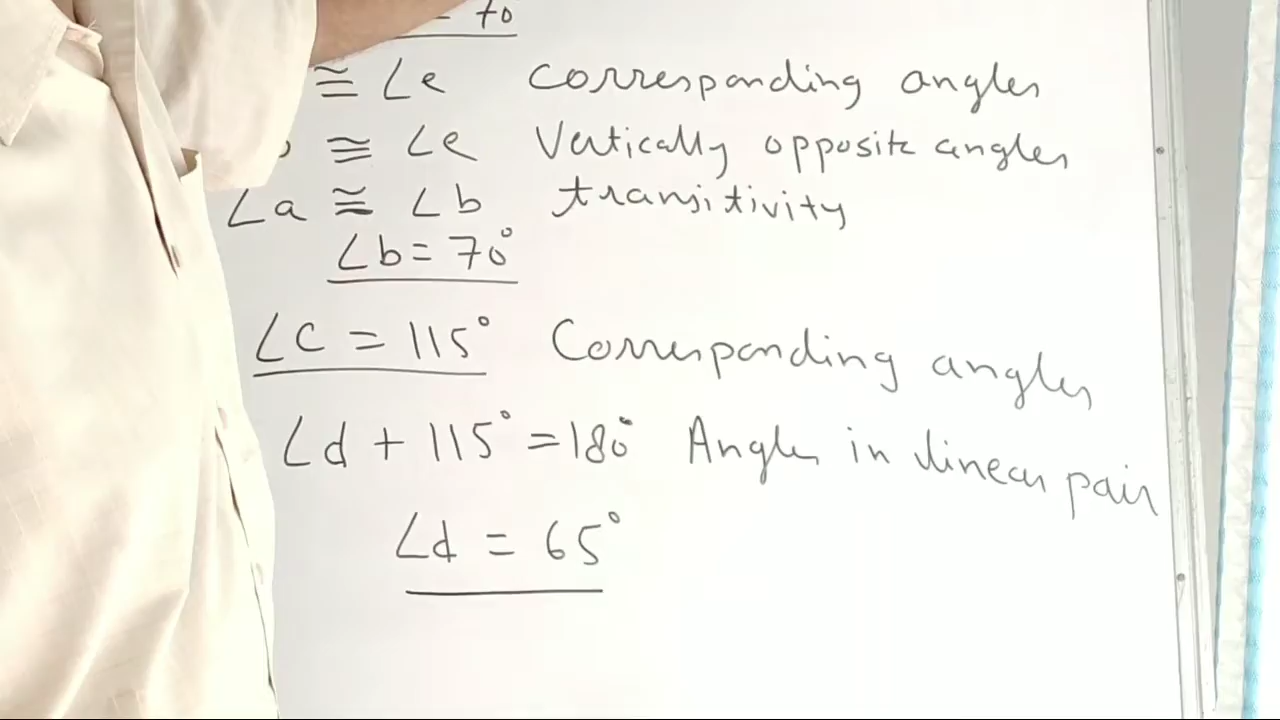 = 70
≅ ∠e corresponding angles
≅ ∠e Vertically opposite angles
∠a ≅ ∠b transitivity
∠b = 70°
∠C = 115° Corresponding angles
∠d + 115° = 180° Angles in linear pair
∠d = 65°